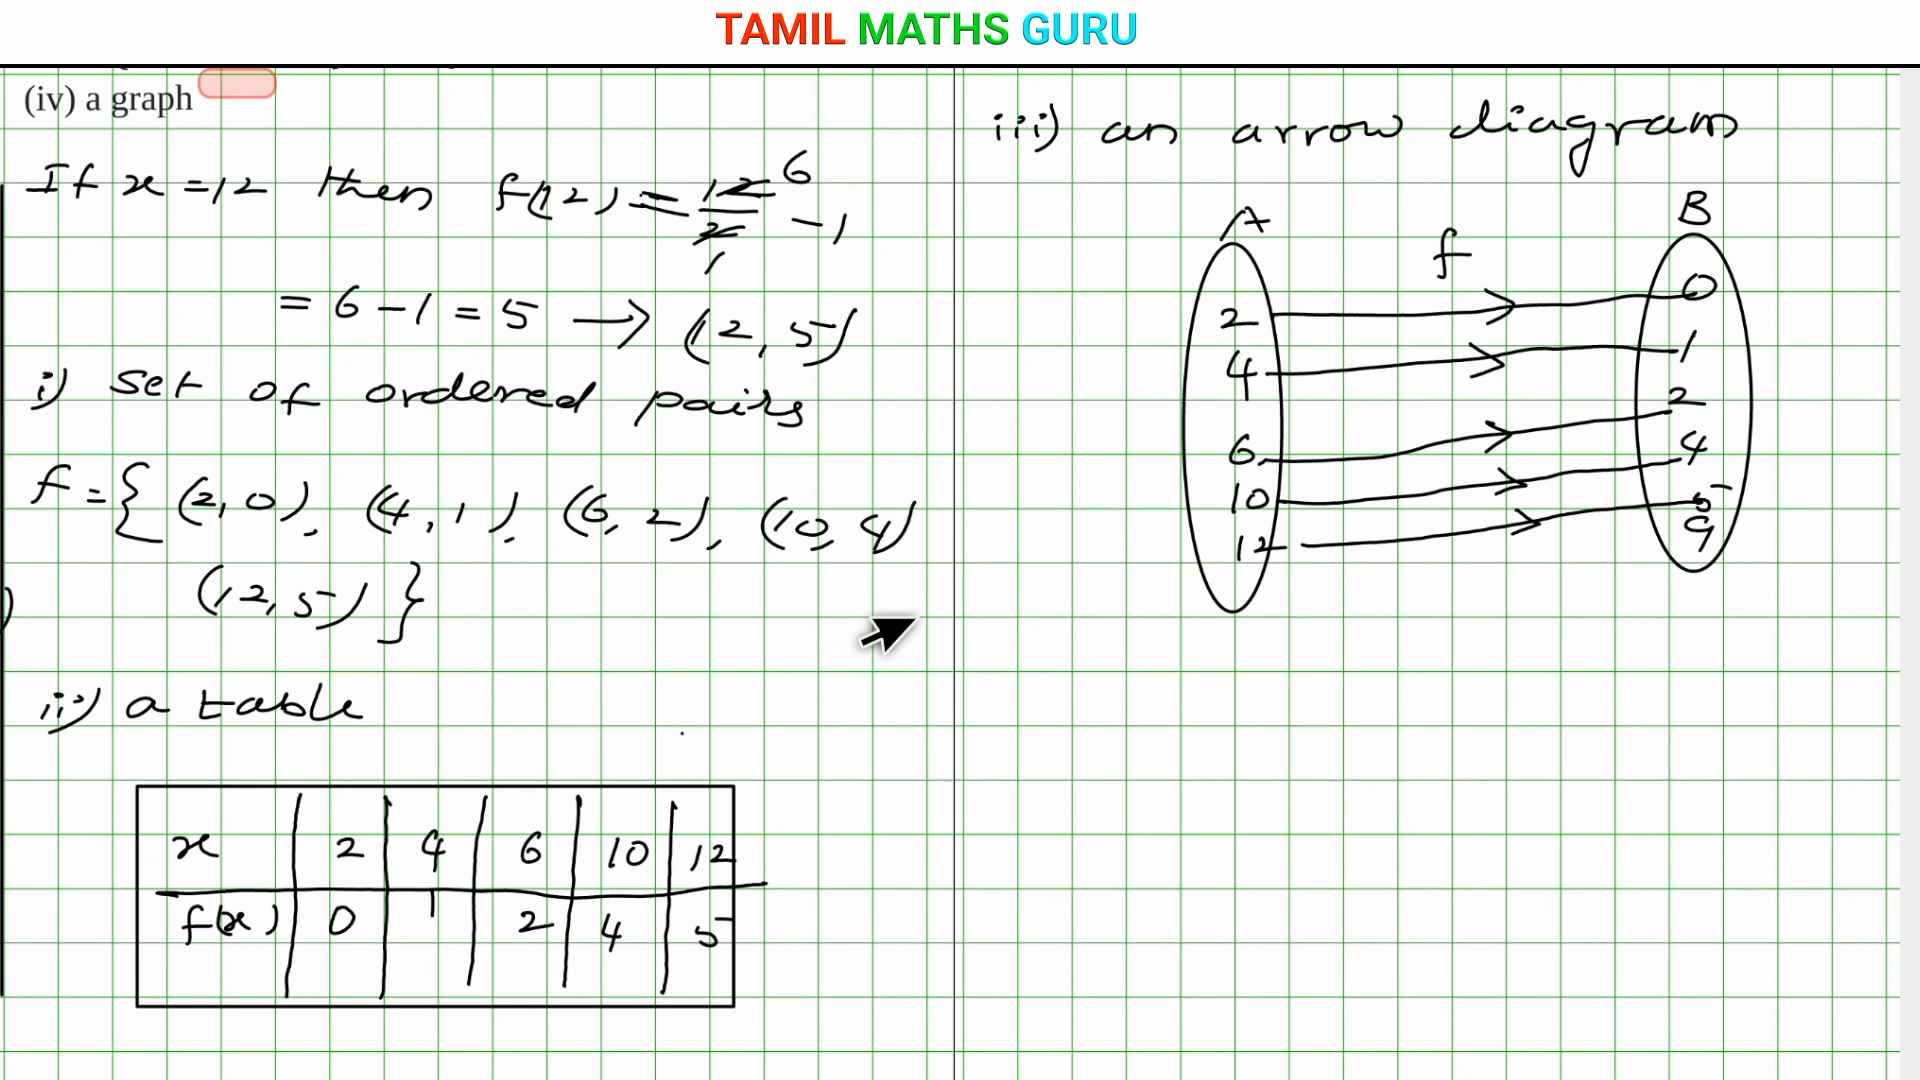 TAMIL MATHS GURU
(iv) a graph
If x = 12 then f(12) = 12/2 - 1
6
1
= 6 - 1 = 5 → (12, 5)
i) set of ordered pairs
f = { (2, 0), (4, 1), (6, 2), (10, 4)
(12, 5) }
ii) a table
x 2 4 6 10 12
f(x) 0 1 2 4 5
iii) an arrow diagram
A f B
2 0
4 1
6 2
10 4
12 5
9